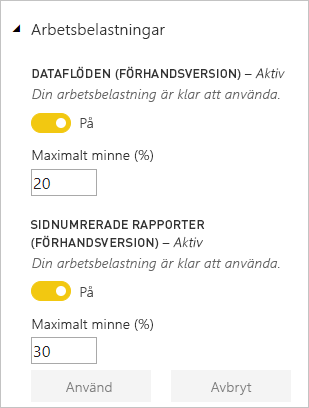 Arbetsbelastningar
DATAFLÖDEN (FÖRHANDSVERSION) – Aktiv
Din arbetsbelastning är klar att använda.
På
Maximalt minne (%)
20
SIDNUMRERADE RAPPORTER
(FÖRHANDSVERSION) – Aktiv
Din arbetsbelastning är klar att använda.
På
Maximalt minne (%)
30
Använd Avbryt